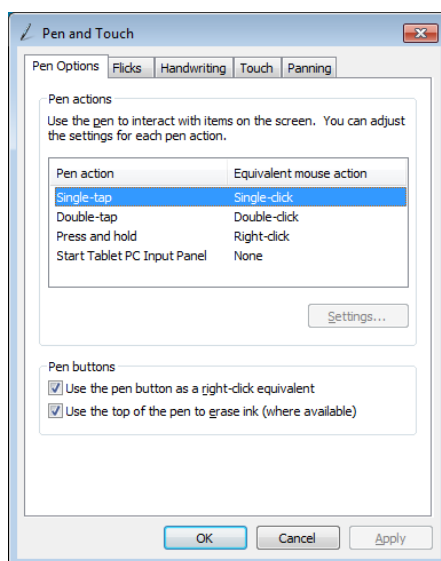 Pen and Touch
Pen Options Flicks Handwriting Touch Panning
Pen actions
Use the pen to interact with items on the screen. You can adjust
the settings for each pen action.
Pen action Equivalent mouse action
Single-tap Single-click
Double-tap Double-click
Press and hold Right-click
Start Tablet PC Input Panel None
Settings...
Pen buttons
Use the pen button as a right-click equivalent
Use the top of the pen to erase ink (where available)
OK Cancel Apply